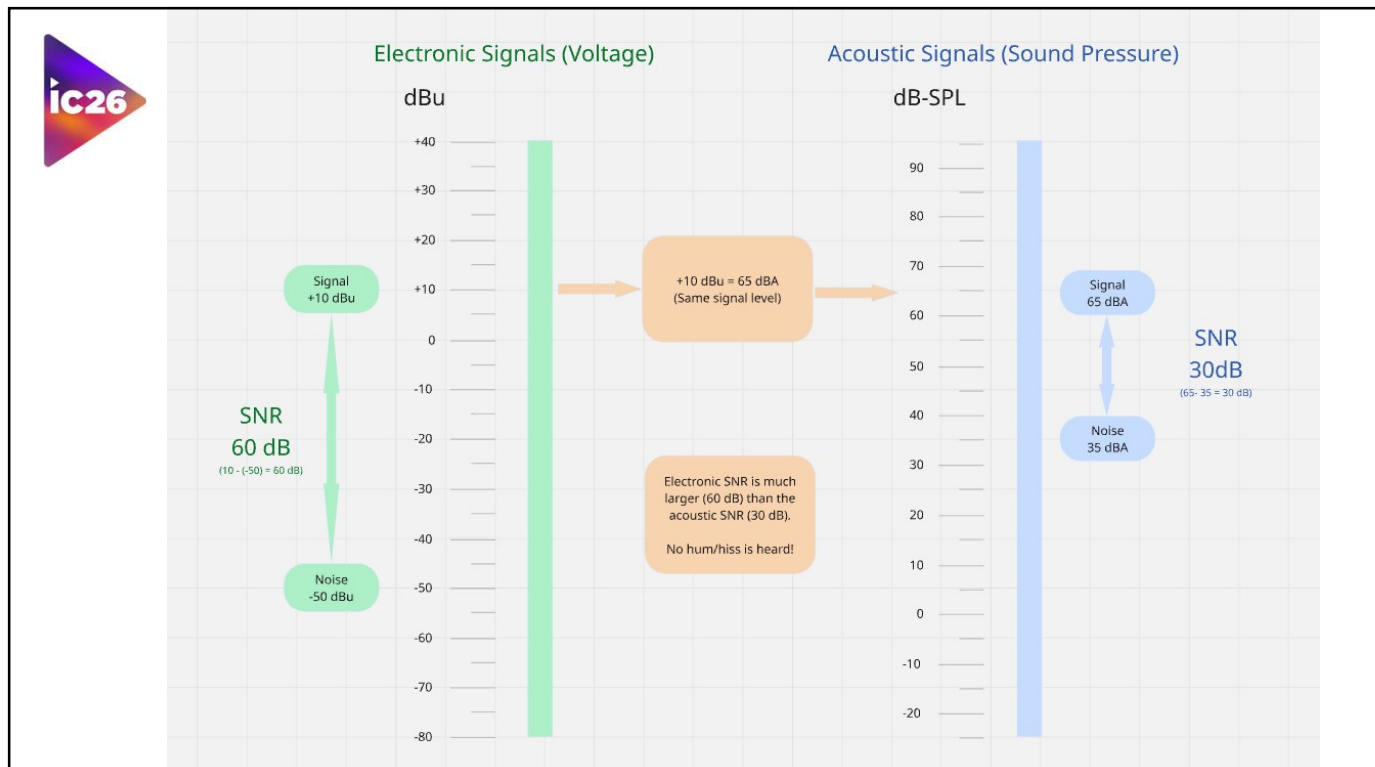 iC26
Electronic Signals (Voltage)
Acoustic Signals (Sound Pressure)
dBu
dB-SPL
+40
+30
+20
+10
0
-10
-20
-30
-40
-50
-60
-70
-80
Signal
+10 dBu
SNR
60 dB
(10 - (-50) = 60 dB)
Noise
-50 dBu
+10 dBu = 65 dBA
(Same signal level)
Electronic SNR is much
larger (60 dB) than the
acoustic SNR (30 dB).
No hum/hiss is heard!
90
80
70
60
50
40
30
20
10
0
-10
-20
Signal
65 dBA
SNR
30dB
(65- 35 = 30 dB)
Noise
35 dBA